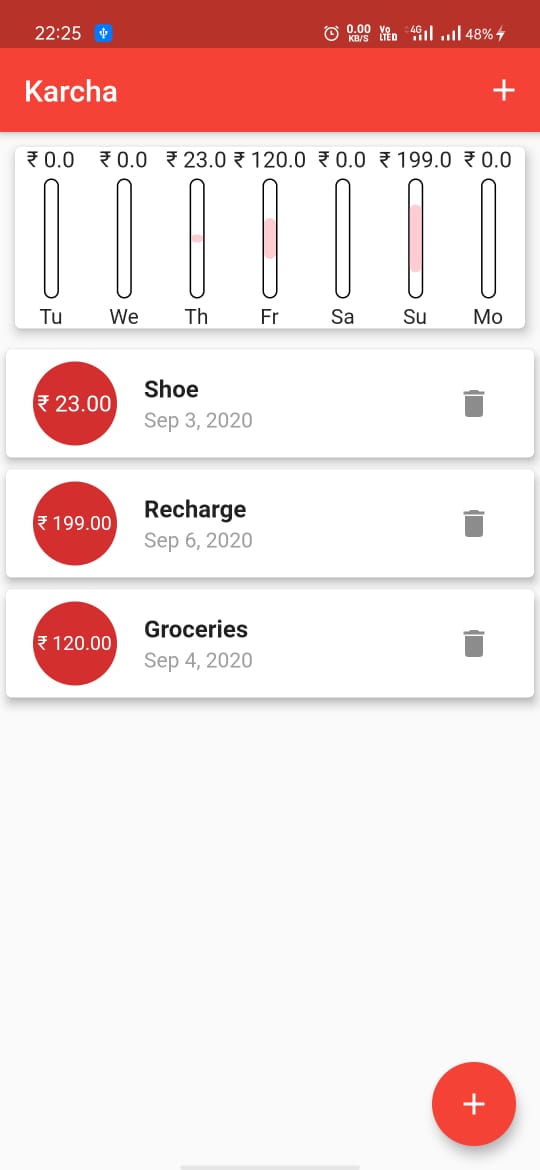 22:25 0.00 KB/S VoLTED 4G 48%
Karcha
₹ 0.0 ₹ 0.0 ₹ 23.0 ₹ 120.0 ₹ 0.0 ₹ 199.0 ₹ 0.0
Tu We Th Fr Sa Su Mo
₹ 23.00
Shoe
Sep 3, 2020
₹ 199.00
Recharge
Sep 6, 2020
₹ 120.00
Groceries
Sep 4, 2020